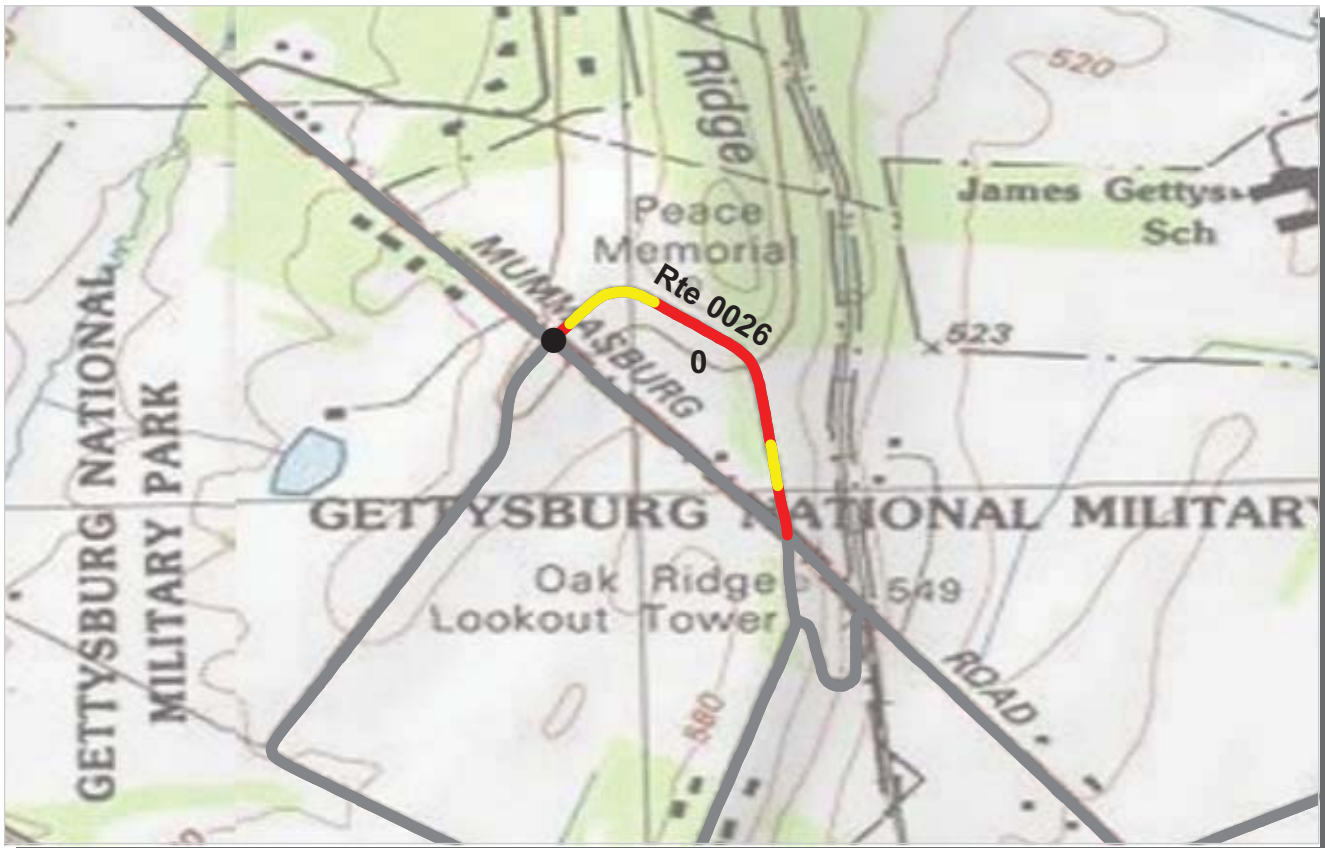 520
Ridge
James Gettys
Sch
Peace
Memorial
MUMMASBURG
Rte 0026
0
523
GETTYSBURG NATIONAL
MILITARY PARK
GETTYSBURG NATIONAL MILITARY
Oak Ridge
Lookout Tower
549
ROAD
580